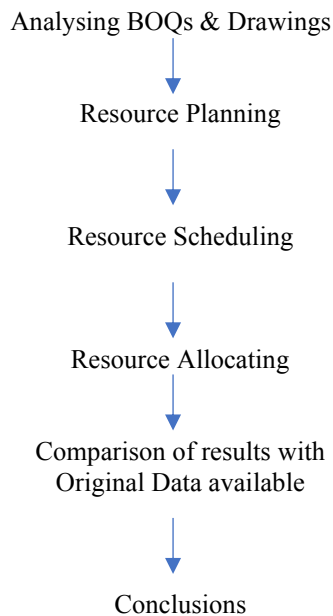 Analysing BOQs & Drawings
Resource Planning
Resource Scheduling
Resource Allocating
Comparison of results with
Original Data available
Conclusions